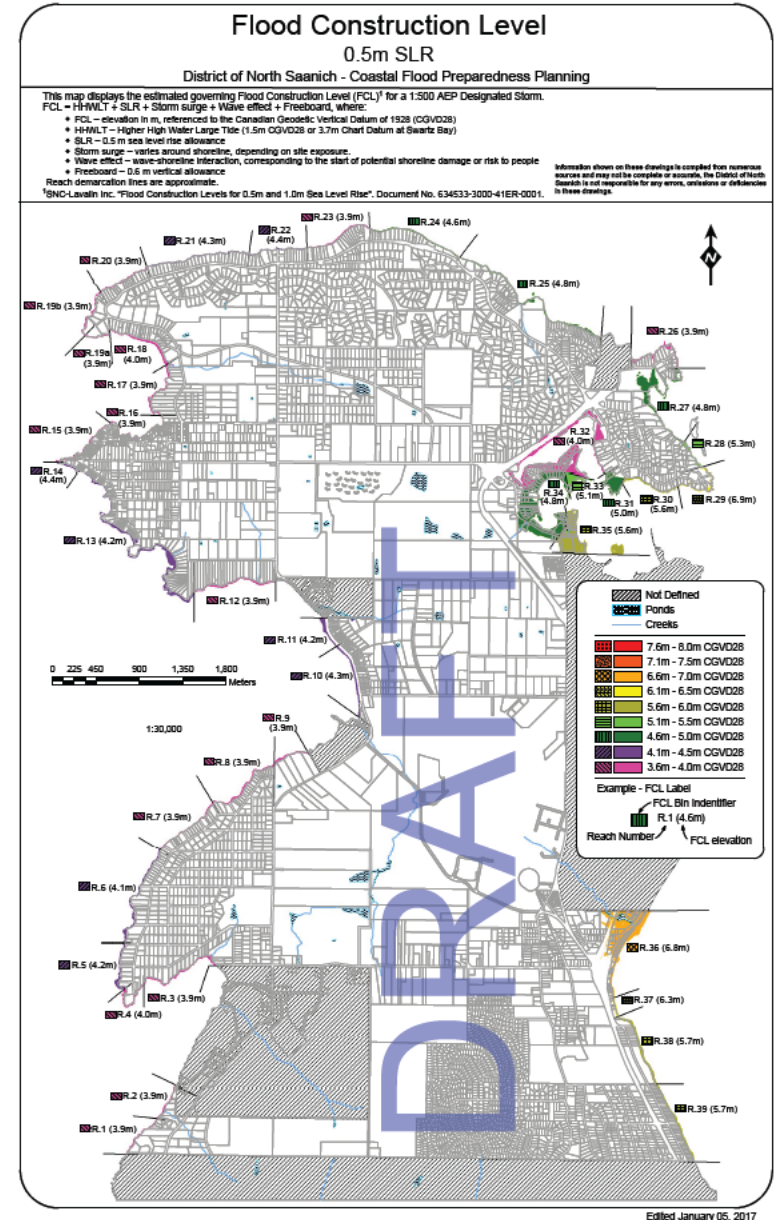 Flood Construction Level
0.5m SLR
District of North Saanich - Coastal Flood Preparedness Planning
This map displays the estimated governing Flood Construction Level (FCL)¹ for a 1:500 AEP Designated Storm.
FCL = HHWLT + SLR + Storm surge + Wave effect + Freeboard, where:
• FCL – elevation in m, referenced to the Canadian Geodetic Vertical Datum of 1928 (CGVD28)
• HHWLT – Higher High Water Large Tide (1.5m CGVD28 or 3.7m Chart Datum at Swartz Bay)
• SLR – 0.5 m sea level rise allowance
• Storm surge – varies around shoreline, depending on site exposure.
• Wave effect – wave-shoreline interaction, corresponding to the start of potential shoreline damage or risk to people
• Freeboard – 0.6 m vertical allowance
Reach demarcation lines are approximate.
¹SNC-Lavalin Inc. "Flood Construction Levels for 0.5m and 1.0m Sea Level Rise". Document No. 634533-3000-41ER-0001.
Information shown on these drawings is compiled from numerous
sources and may not be complete or accurate, the District of North
Saanich is not responsible for any errors, omissions or deficiencies
in these drawings.
N
R.23 (3.9m)
R.24 (4.6m)
R.22
(4.4m)
R.21 (4.3m)
R.20 (3.9m)
R.25 (4.8m)
R.19b (3.9m)
R.26 (3.9m)
R.19a
(3.9m)
R.18
(4.0m)
R.17 (3.9m)
R.16
(3.9m)
R.27 (4.8m)
R.15 (3.9m)
R.32
(4.0m)
R.28 (5.3m)
R.14
(4.4m)
R.34
(4.8m)
R.33
(5.1m)
R.31
(5.0m)
R.30
(5.6m)
R.29 (6.9m)
R.35 (5.6m)
R.13 (4.2m)
R.12 (3.9m)
R.11 (4.2m)
R.10 (4.3m)
0 225 450 900 1,350 1,800
Meters
1:30,000
R.9
(3.9m)
R.8 (3.9m)
R.7 (3.9m)
R.6 (4.1m)
R.5 (4.2m)
R.4 (4.0m)
R.3 (3.9m)
R.2 (3.9m)
R.1 (3.9m)
Not Defined
Ponds
Creeks
7.6m - 8.0m CGVD28
7.1m - 7.5m CGVD28
6.6m - 7.0m CGVD28
6.1m - 6.5m CGVD28
5.6m - 6.0m CGVD28
5.1m - 5.5m CGVD28
4.6m - 5.0m CGVD28
4.1m - 4.5m CGVD28
3.6m - 4.0m CGVD28
Example - FCL Label
FCL Bin Indentifier
R.1 (4.6m)
Reach Number
FCL elevation
R.36 (6.8m)
R.37 (6.3m)
R.38 (5.7m)
R.39 (5.7m)
DRAFT
Edited January 05, 2017